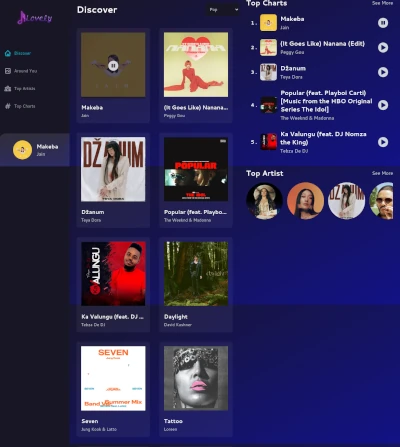 Lovely
Discover
Around You
Top Artists
Top Charts
Makeba
Jain
Discover
Pop
Makeba
Jain
(It Goes Like) Nanana...
Peggy Gou
DŽANUM
Džanum
Teya Dora
POPULAR
Popular (feat. Playboi...
The Weeknd & Madonna
KA
VALUNGU
Ka Valungu (feat. DJ ...
Tebza De DJ
Daylight
David Kushner
SEVEN
Band Ver.
Summer Mix
Seven
Jung Kook & Latto
Tattoo
Loreen
Top Charts
See More
1.
Makeba
Jain
2.
(It Goes Like) Nanana (Edit)
Peggy Gou
3.
Džanum
Teya Dora
4.
Popular (feat. Playboi Carti)
[Music from the HBO Original
Series The Idol]
The Weeknd & Madonna
5.
Ka Valungu (feat. DJ Nomza
the King)
Tebza De DJ
Top Artist
See More